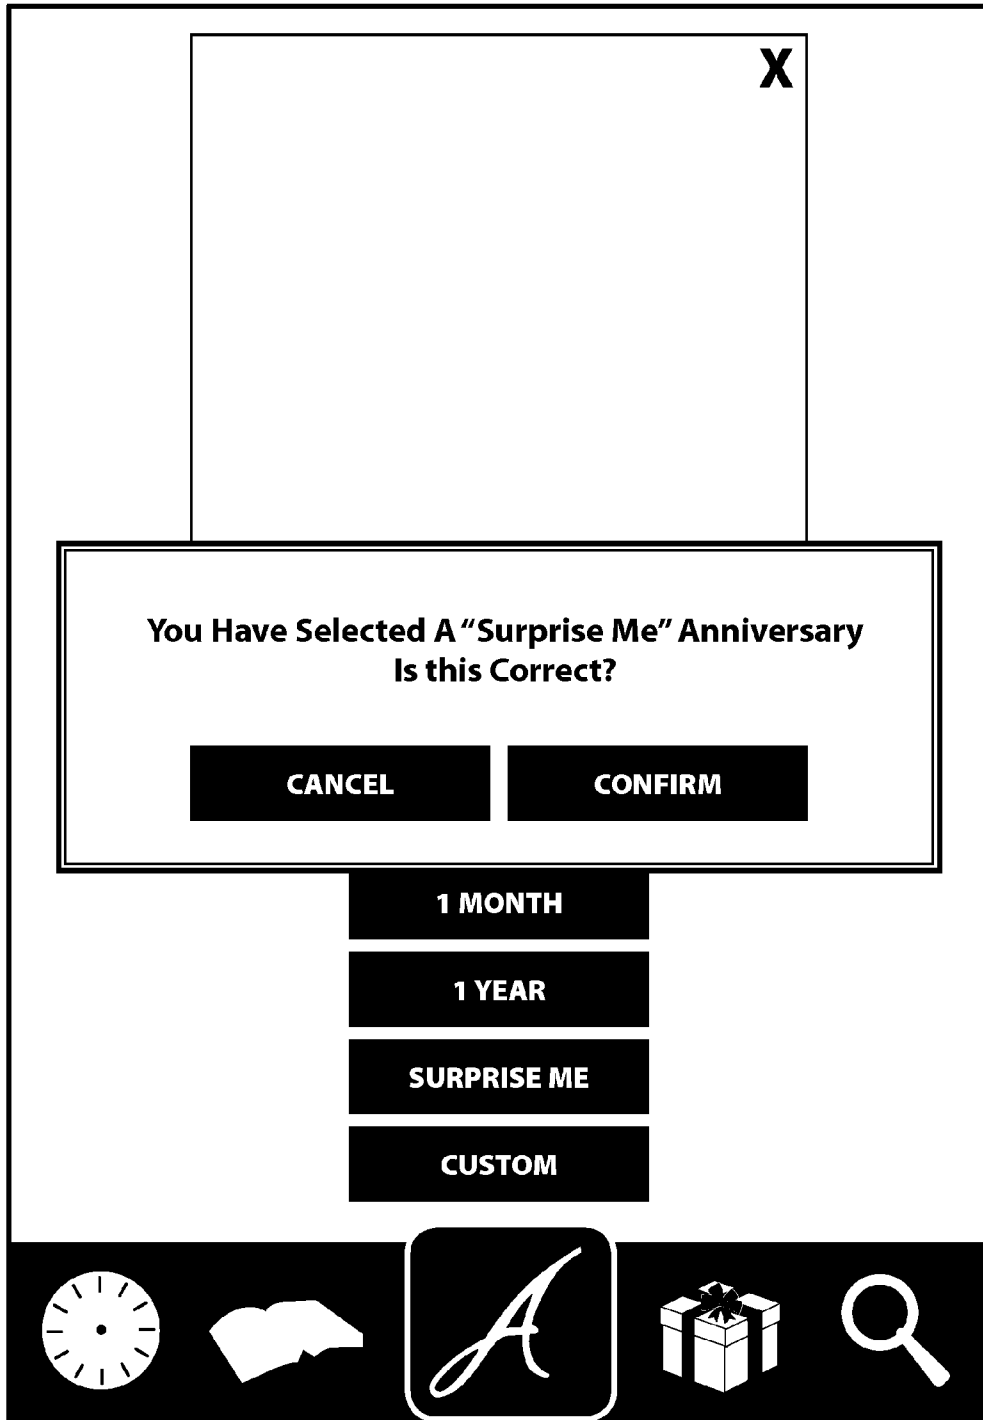 X
You Have Selected A “Surprise Me” Anniversary
Is this Correct?
CANCEL CONFIRM
1 MONTH
1 YEAR
SURPRISE ME
CUSTOM
A